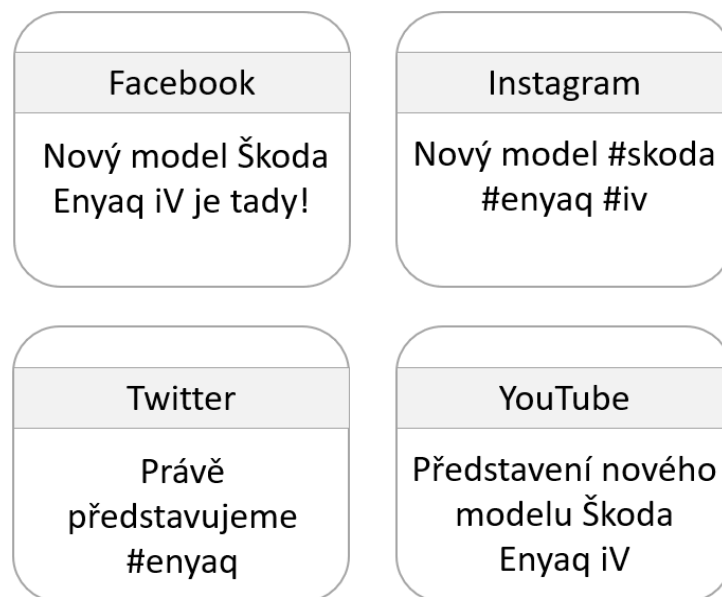 Facebook
Nový model Škoda
Enyaq iV je tady!
Instagram
Nový model #skoda
#enyaq #iv
Twitter
Právě
představujeme
#enyaq
YouTube
Představení nového
modelu Škoda
Enyaq iV